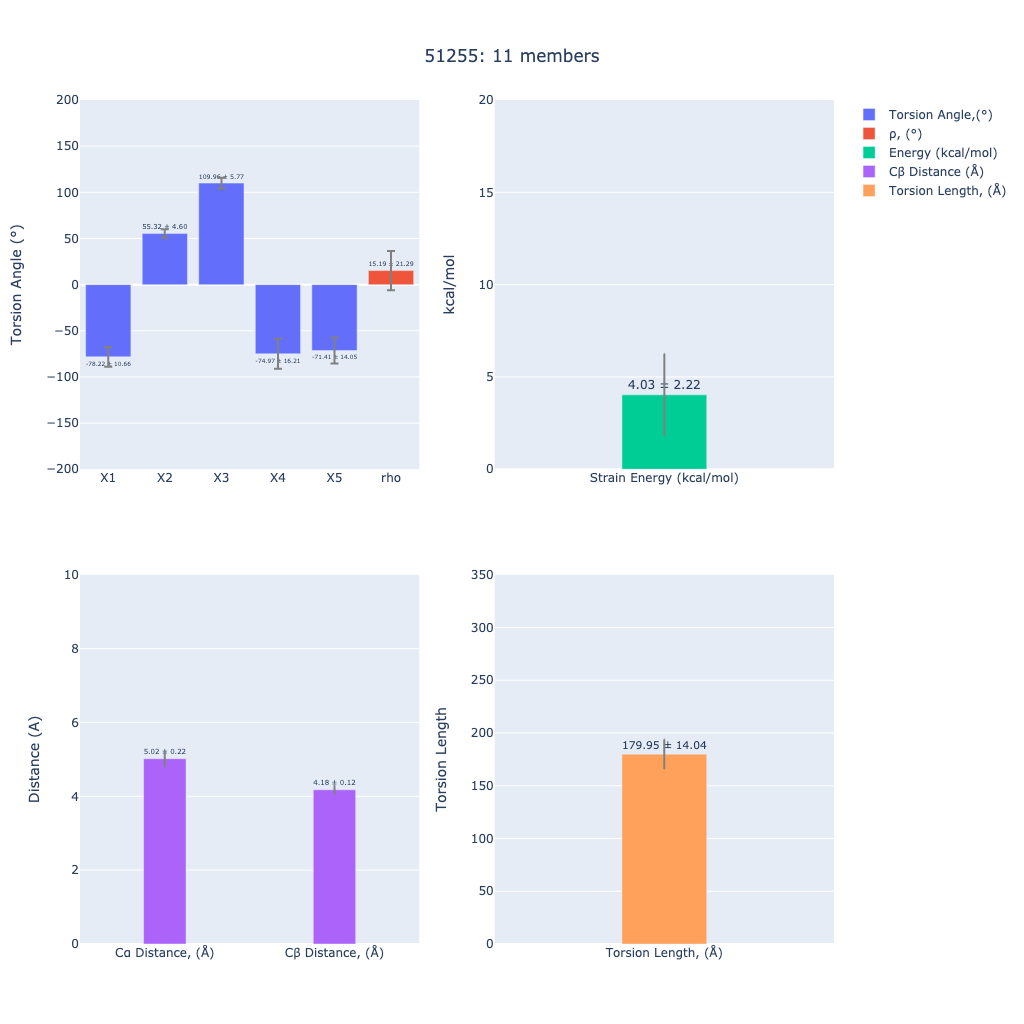 51255: 11 members
Torsion Angle (°)
200
150
100
50
0
−50
−100
−150
−200
-78.22 ± 10.66
55.32 ± 4.60
109.96 ± 5.77
-74.97 ± 16.21
-71.41 ± 14.05
15.19 ± 21.29
X1 X2 X3 X4 X5 rho
kcal/mol
20
15
10
5
0
4.03 ± 2.22
Strain Energy (kcal/mol)
Torsion Angle,(°)
ρ, (°)
Energy (kcal/mol)
Cβ Distance (Å)
Torsion Length, (Å)
Distance (A)
10
8
6
4
2
0
5.02 ± 0.22
4.18 ± 0.12
Cα Distance, (Å) Cβ Distance, (Å)
Torsion Length
350
300
250
200
150
100
50
0
179.95 ± 14.04
Torsion Length, (Å)